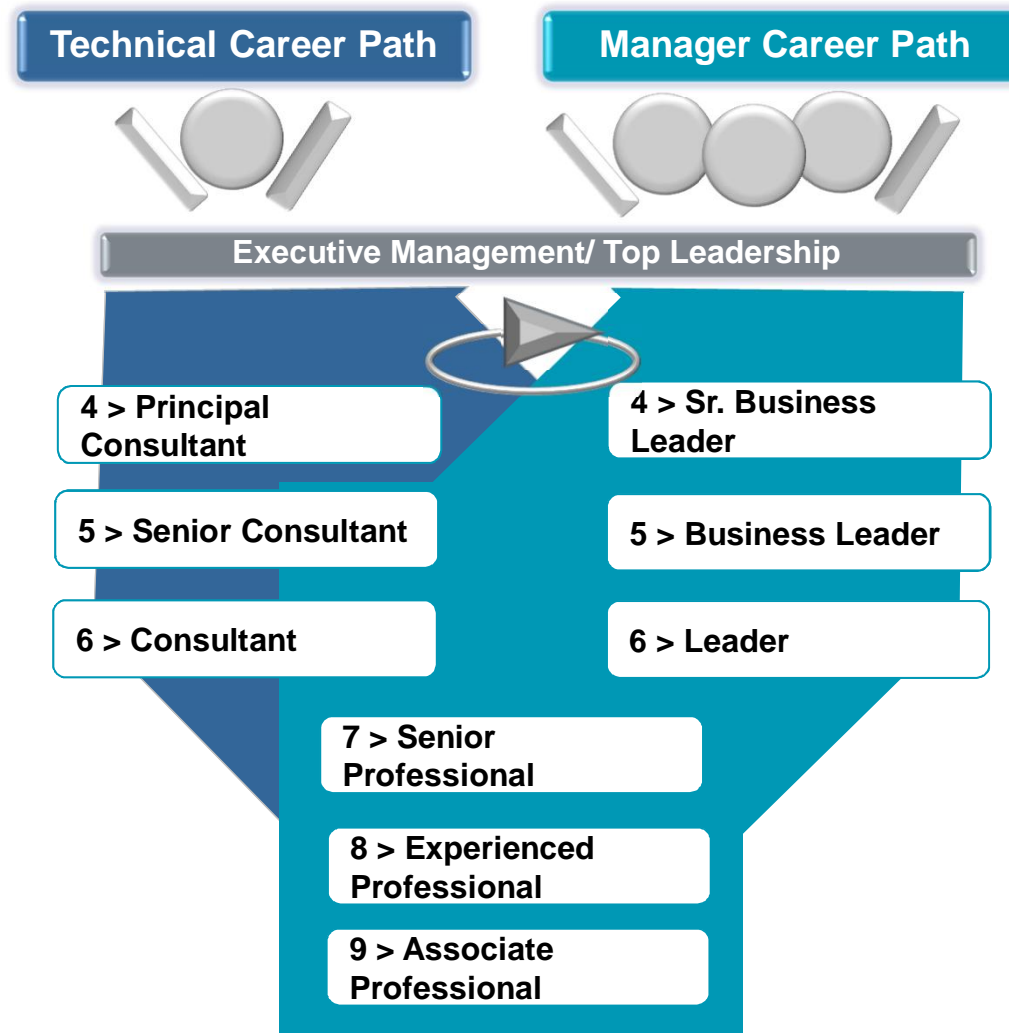 Technical Career Path
Manager Career Path
Executive Management/ Top Leadership
4 > Principal
Consultant
4 > Sr. Business
Leader
5 > Senior Consultant
5 > Business Leader
6 > Consultant
6 > Leader
7 > Senior
Professional
8 > Experienced
Professional
9 > Associate
Professional